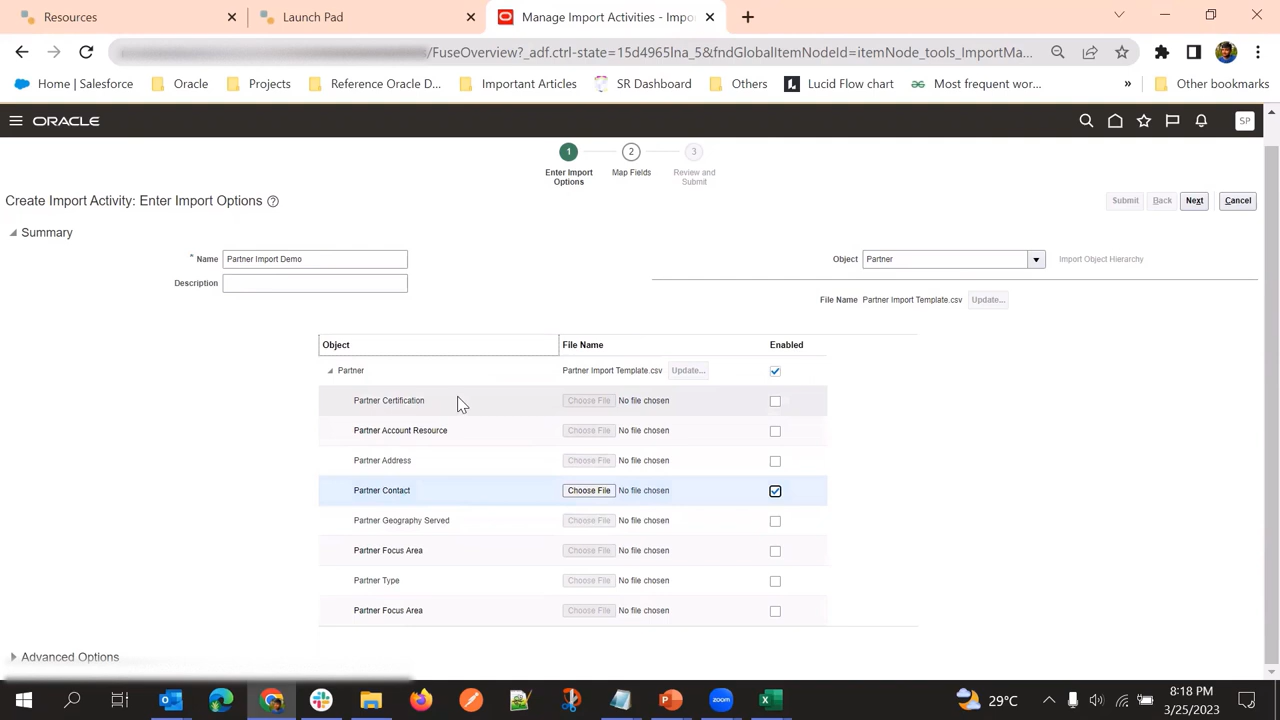 Resources
Launch Pad
Manage Import Activities - Impo
/FuseOverview?_adf.ctrl-state=15d4965lna_5&fndGlobalItemNodeId=itemNode_tools_ImportMa...
Home | Salesforce
Oracle
Projects
Reference Oracle D...
Important Articles
SR Dashboard
Others
Lucid Flow chart
Most frequent wor...
»
Other bookmarks
ORACLE
SP
1
2
3
Enter Import
Options
Map Fields
Review and
Submit
Create Import Activity: Enter Import Options
Submit
Back
Next
Cancel
Summary
* Name
Partner Import Demo
Object
Partner
Import Object Hierarchy
Description
File Name
Partner Import Template.csv
Update...
Object
File Name
Enabled
Partner
Partner Import Template.csv
Update...
Partner Certification
Choose File
No file chosen
Partner Account Resource
Choose File
No file chosen
Partner Address
Choose File
No file chosen
Partner Contact
Choose File
No file chosen
Partner Geography Served
Choose File
No file chosen
Partner Focus Area
Choose File
No file chosen
Partner Type
Choose File
No file chosen
Partner Focus Area
Choose File
No file chosen
Advanced Options
zoom
29°C
8:18 PM
3/25/2023